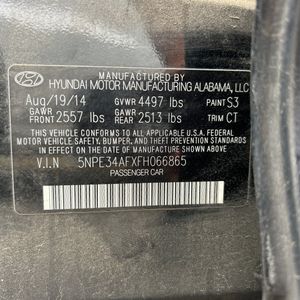 MANUFACTURED BY
HYUNDAI MOTOR MANUFACTURING ALABAMA, LLC
Aug/19/14 GVWR 4497 lbs PAINT S3
GAWR FRONT 2557 lbs GAWR REAR 2513 lbs TRIM CT
THIS VEHICLE CONFORMS TO ALL APPLICABLE U.S. FEDERAL
MOTOR VEHICLE SAFETY, BUMPER, AND THEFT PREVENTION STANDARDS
IN EFFECT ON THE DATE OF MANUFACTURE SHOWN ABOVE.
V.I.N 5NPE34AFXFH066865
PASSENGER CAR